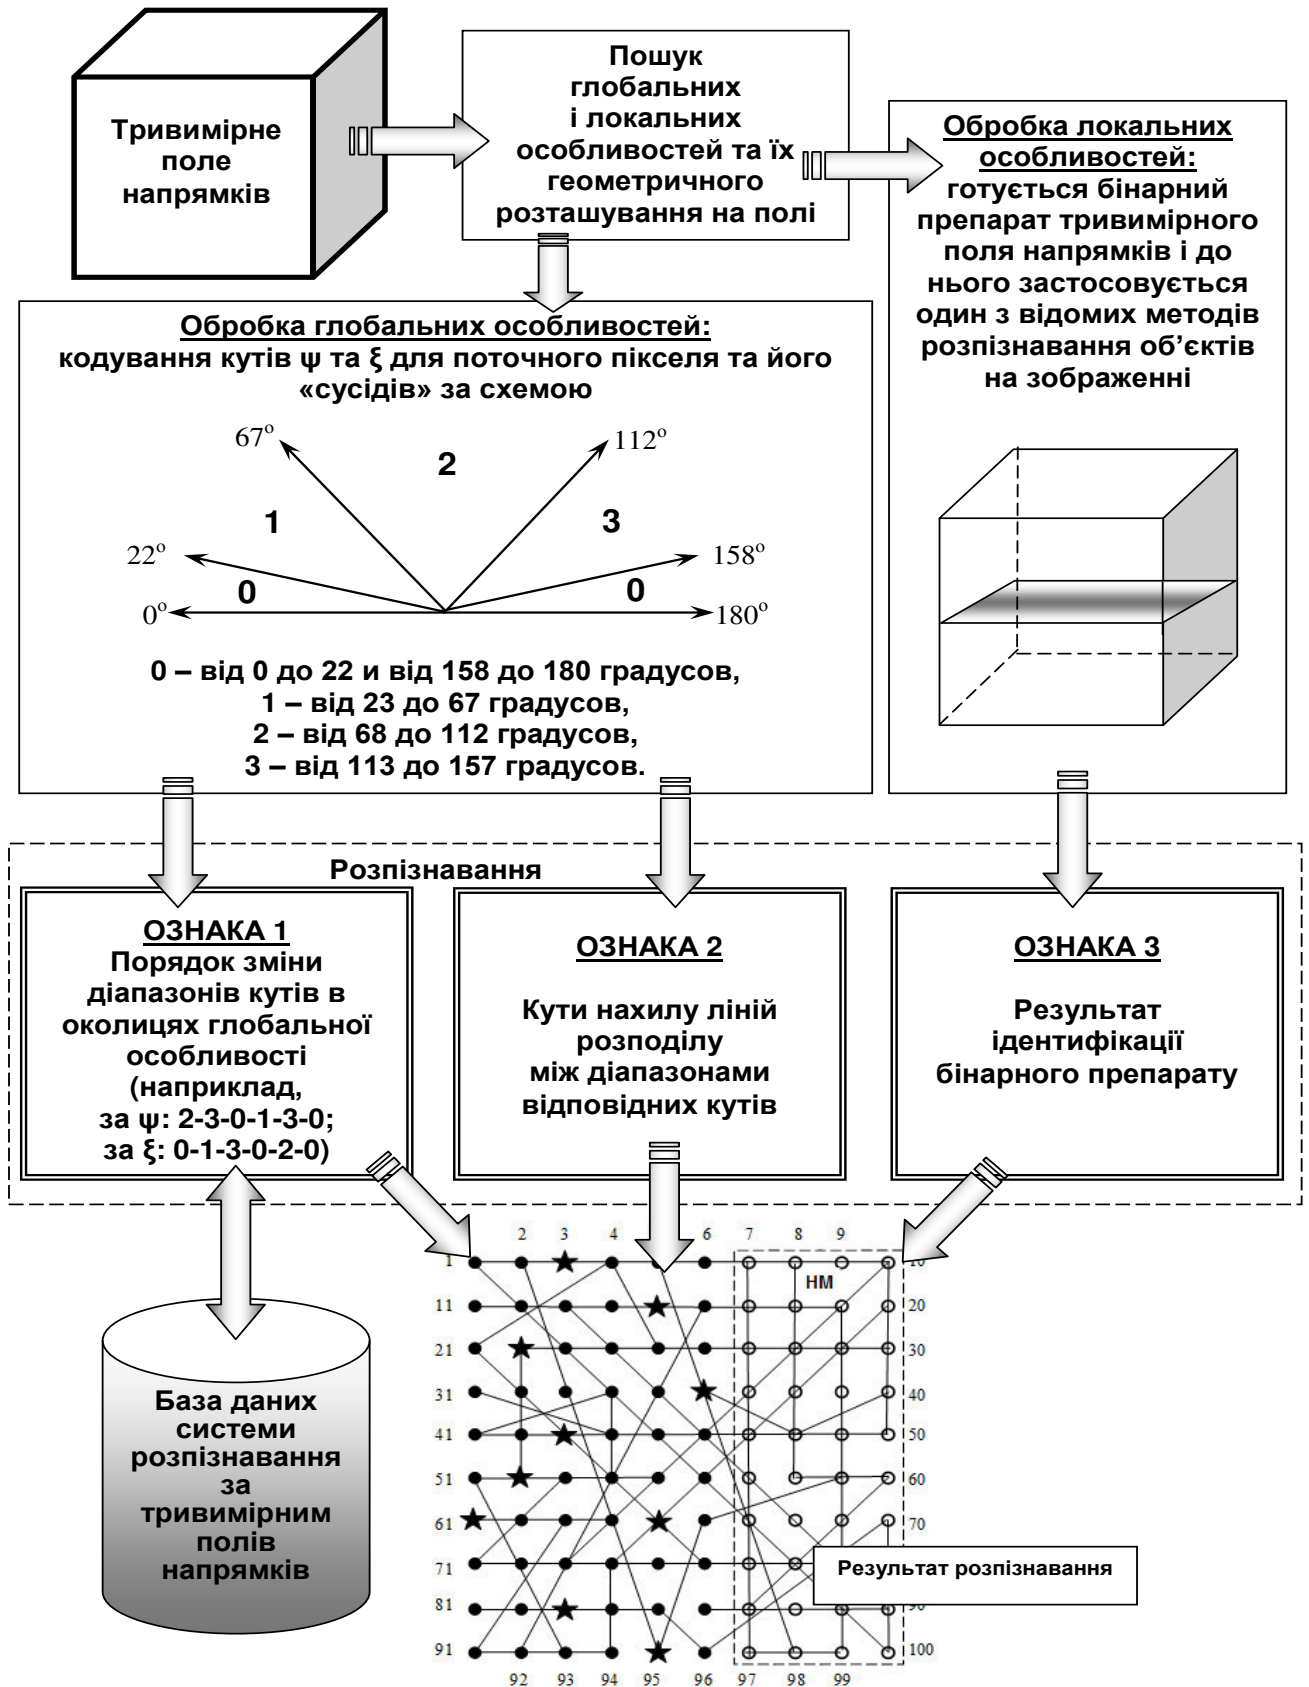 Тривимірне
поле
напрямків
Пошук
глобальних
і локальних
особливостей та їх
геометричного
розташування на полі
Обробка локальних
особливостей:
готується бінарний
препарат тривимірного
поля напрямків і до
нього застосовується
один з відомих методів
розпізнавання об’єктів
на зображенні
Обробка глобальних особливостей:
кодування кутів ψ та ξ для поточного пікселя та його
«сусідів» за схемою
67º
112º
2
1
3
22º
158º
0
0
0º
180º
0 – від 0 до 22 и від 158 до 180 градусов,
1 – від 23 до 67 градусов,
2 – від 68 до 112 градусов,
3 – від 113 до 157 градусов.
Розпізнавання
ОЗНАКА 1
Порядок зміни
діапазонів кутів в
околицях глобальної
особливості
(наприклад,
за ψ: 2-3-0-1-3-0;
за ξ: 0-1-3-0-2-0)
ОЗНАКА 2
Кути нахилу ліній
розподілу
між діапазонами
відповідних кутів
ОЗНАКА 3
Результат
ідентифікації
бінарного препарату
База даних
системи
розпізнавання
за
тривимірним
полів
напрямків
2 3 4 6 7 8 9
1 10
НМ
11 20
21 30
31 40
41 50
51 60
61 70
71
Результат розпізнавання
81 90
91 100
92 93 94 95 96 97 98 99